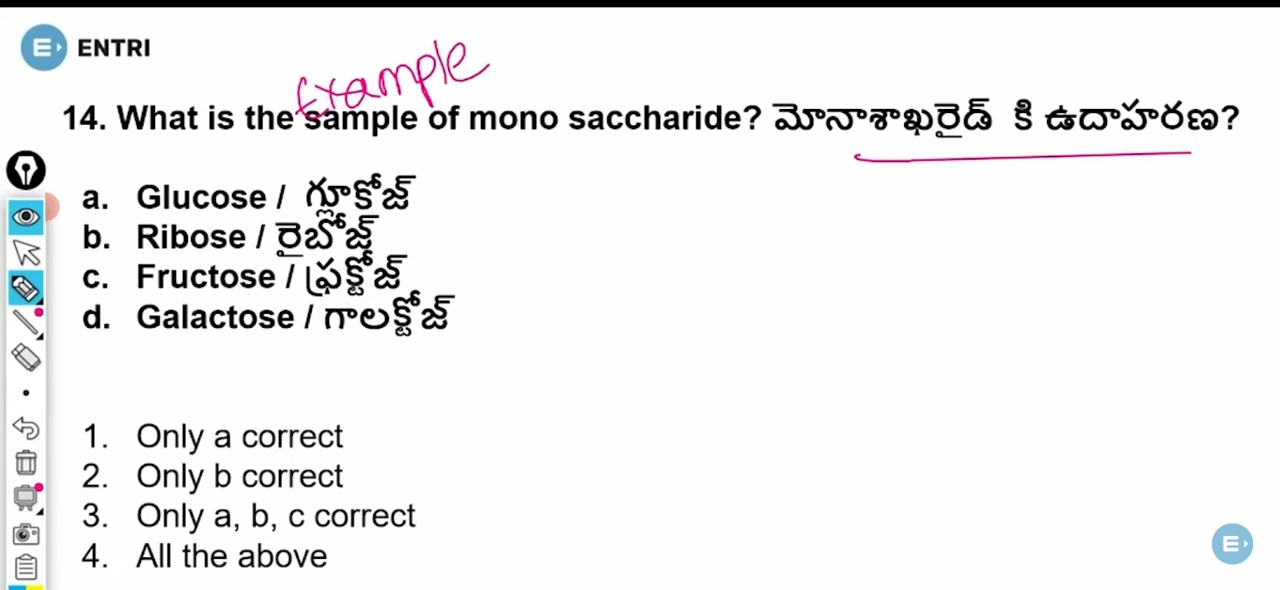 ENTRI
Example
14. What is the sample of mono saccharide? మోనాశాఖరైడ్ కి ఉదాహరణ?
a. Glucose / గ్లూకోజ్
b. Ribose / రైబోజ్
c. Fructose / ఫ్రక్టోజ్
d. Galactose / గాలక్టోజ్
1. Only a correct
2. Only b correct
3. Only a, b, c correct
4. All the above